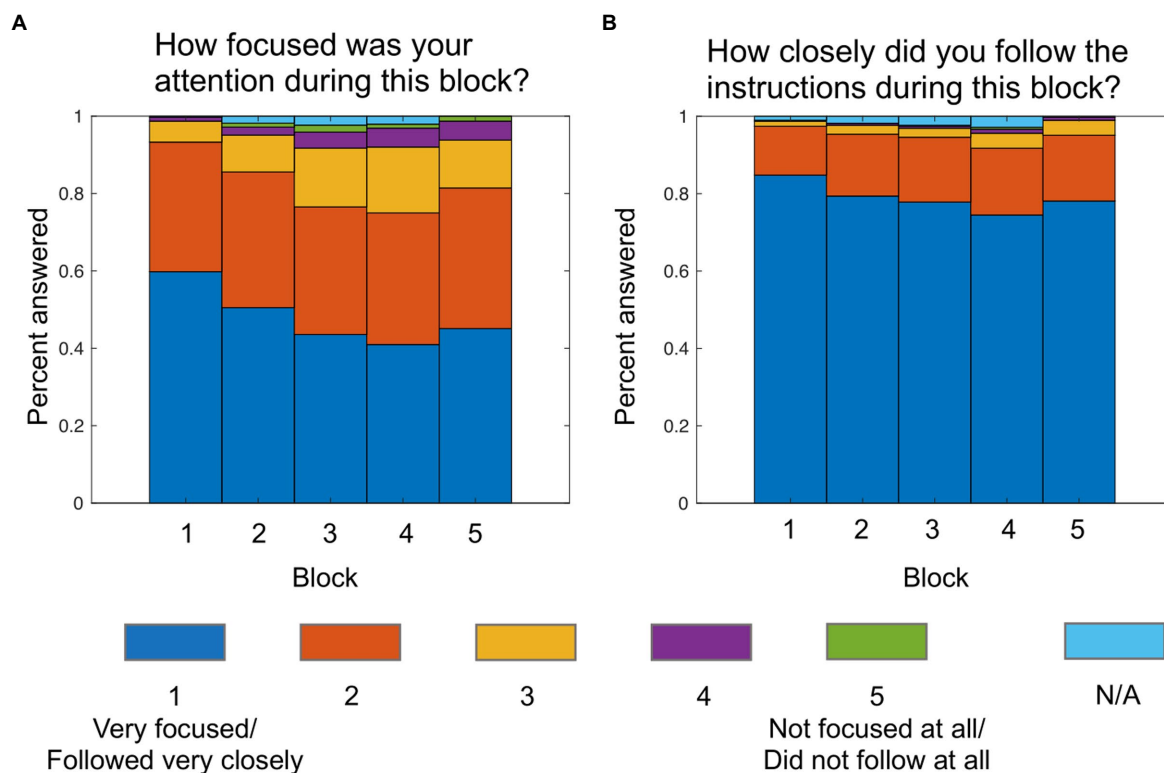 A
How focused was your
attention during this block?
Percent answered
1
0.8
0.6
0.4
0.2
0
1 2 3 4 5
Block
B
How closely did you follow the
instructions during this block?
Percent answered
1
0.8
0.6
0.4
0.2
0
1 2 3 4 5
Block
1 2 3 4 5 N/A
Very focused/
Followed very closely
Not focused at all/
Did not follow at all